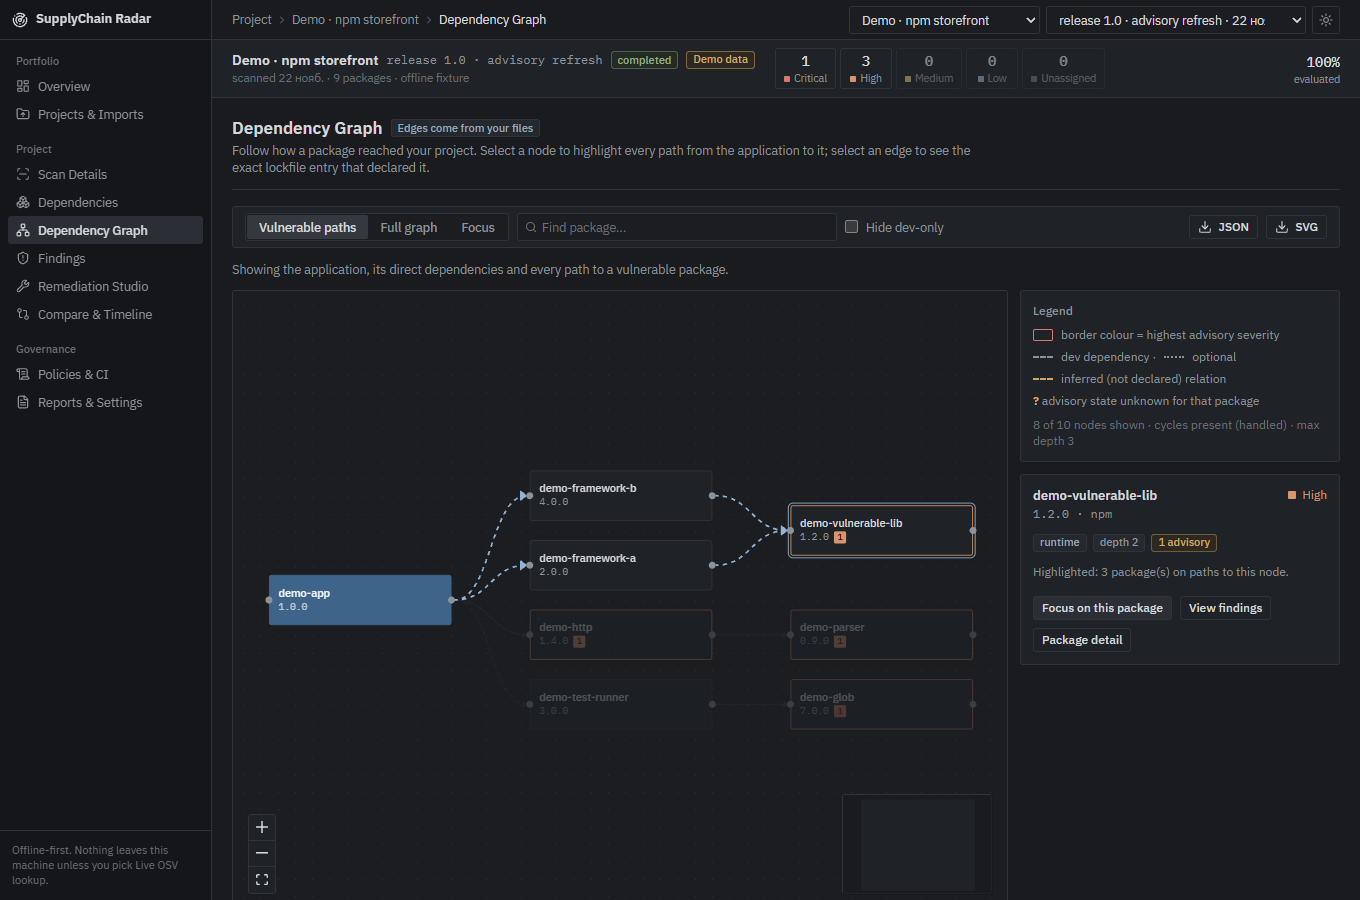 SupplyChain Radar
Portfolio
Overview
Projects & Imports
Project
Scan Details
Dependencies
Dependency Graph
Findings
Remediation Studio
Compare & Timeline
Governance
Policies & CI
Reports & Settings
Offline-first. Nothing leaves this
machine unless you pick Live OSV
lookup.
Project › Demo · npm storefront › Dependency Graph
Demo · npm storefront
release 1.0 · advisory refresh · 22 но
Demo · npm storefront release 1.0 · advisory refresh completed Demo data
scanned 22 нояб. · 9 packages · offline fixture
1 Critical
3 High
0 Medium
0 Low
0 Unassigned
100%
evaluated
Dependency Graph Edges come from your files
Follow how a package reached your project. Select a node to highlight every path from the application to it; select an edge to see the
exact lockfile entry that declared it.
Vulnerable paths Full graph Focus Find package... Hide dev-only JSON SVG
Showing the application, its direct dependencies and every path to a vulnerable package.
demo-app
1.0.0
demo-framework-b
4.0.0
demo-framework-a
2.0.0
demo-http
1.4.0 1
demo-test-runner
3.0.0
demo-vulnerable-lib
1.2.0 1
demo-parser
0.9.0 1
demo-glob
7.0.0 1
Legend
border colour = highest advisory severity
dev dependency · optional
inferred (not declared) relation
? advisory state unknown for that package
8 of 10 nodes shown · cycles present (handled) · max
depth 3
demo-vulnerable-lib High
1.2.0 · npm
runtime depth 2 1 advisory
Highlighted: 3 package(s) on paths to this node.
Focus on this package View findings
Package detail